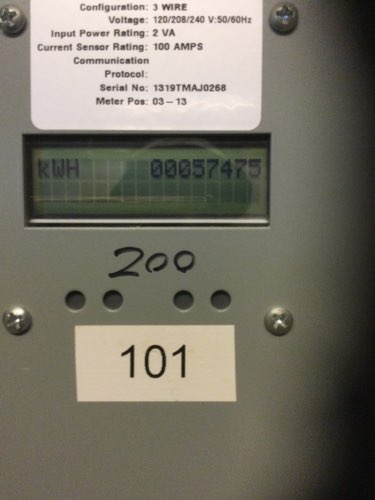 Configuration: 3 WIRE
Voltage: 120/208/240 V:50/60Hz
Input Power Rating: 2 VA
Current Sensor Rating: 100 AMPS
Communication
Protocol:
Serial No: 1319TMAJ0268
Meter Pos: 03-13
KWH 00057475
200
101